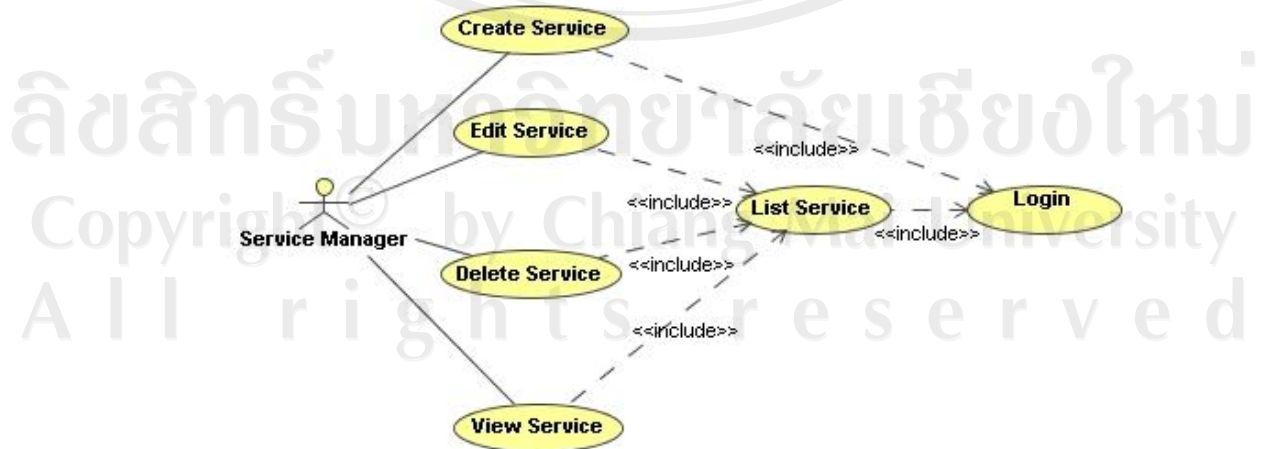 Create Service
ลิขสิทธิ์มหาวิทยาลัยเชียงใหม่
Edit Service
<<include>>
Copyright© by Chiang Mai University
Service Manager
<<include>>
List Service
<<include>>
Login
Delete Service
<<include>>
All rights reserved
<<include>>
View Service